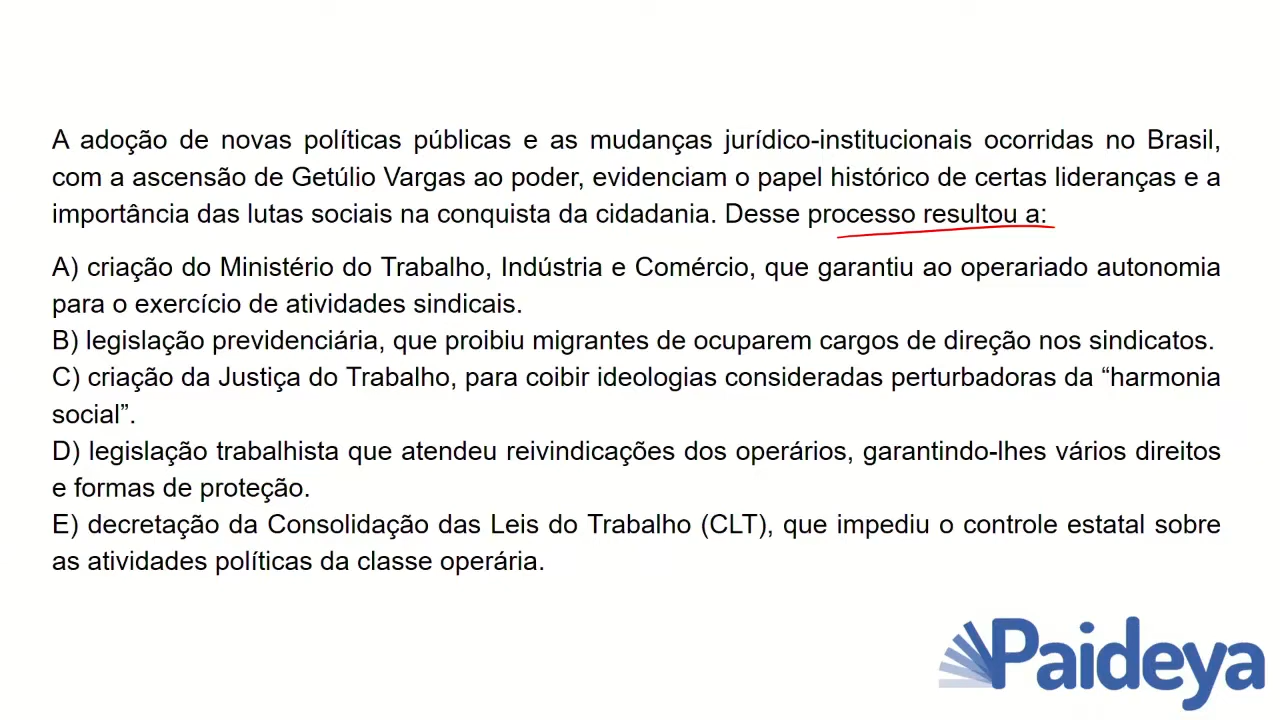 A adoção de novas políticas públicas e as mudanças jurídico-institucionais ocorridas no Brasil,
com a ascensão de Getúlio Vargas ao poder, evidenciam o papel histórico de certas lideranças e a
importância das lutas sociais na conquista da cidadania. Desse processo resultou a:
A) criação do Ministério do Trabalho, Indústria e Comércio, que garantiu ao operariado autonomia
para o exercício de atividades sindicais.
B) legislação previdenciária, que proibiu migrantes de ocuparem cargos de direção nos sindicatos.
C) criação da Justiça do Trabalho, para coibir ideologias consideradas perturbadoras da “harmonia
social”.
D) legislação trabalhista que atendeu reivindicações dos operários, garantindo-lhes vários direitos
e formas de proteção.
E) decretação da Consolidação das Leis do Trabalho (CLT), que impediu o controle estatal sobre
as atividades políticas da classe operária.
Paideya